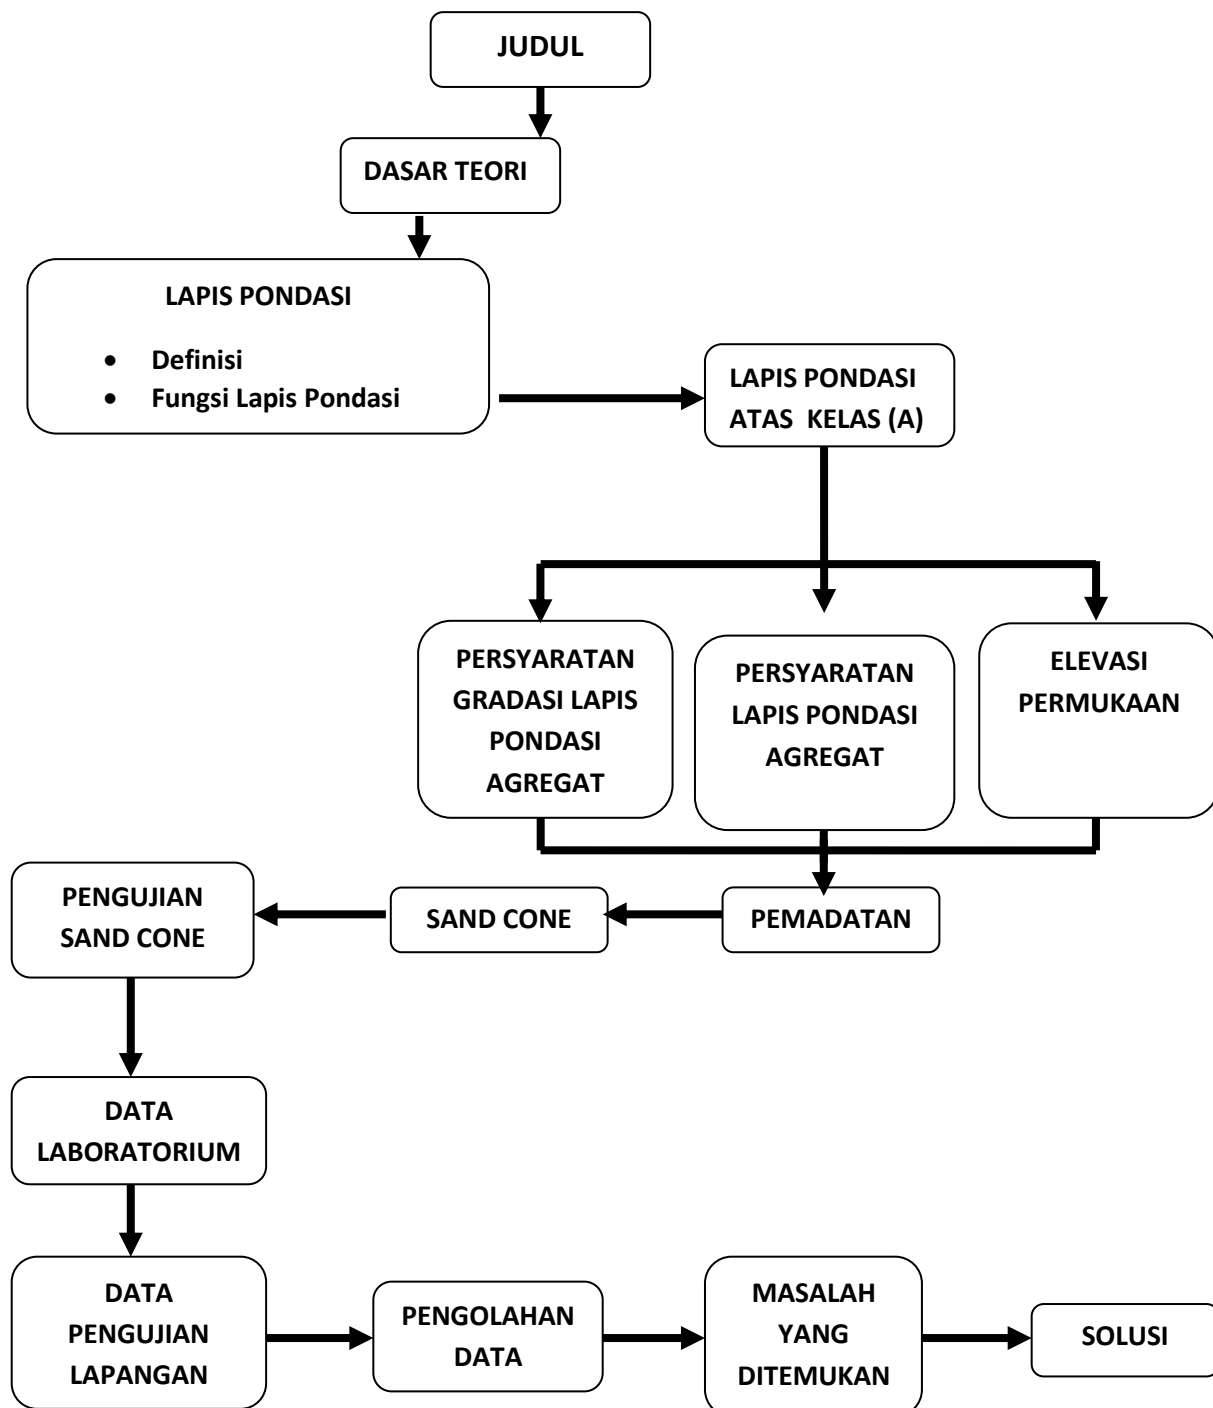 JUDUL
DASAR TEORI
LAPIS PONDASI
• Definisi
• Fungsi Lapis Pondasi
LAPIS PONDASI
ATAS KELAS (A)
PERSYARATAN
GRADASI LAPIS
PONDASI
AGREGAT
PERSYARATAN
LAPIS PONDASI
AGREGAT
ELEVASI
PERMUKAAN
PEMADATAN
SAND CONE
PENGUJIAN
SAND CONE
DATA
LABORATORIUM
DATA
PENGUJIAN
LAPANGAN
PENGOLAHAN
DATA
MASALAH
YANG
DITEMUKAN
SOLUSI